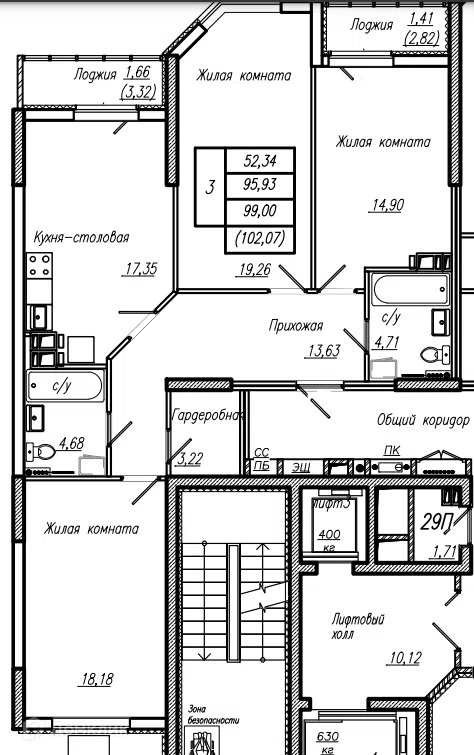 Лоджия 1,41
(2,82)
Лоджия 1,66
(3,32)
Жилая комната
Жилая комната
3
52,34
95,93
99,00
(102,07)
14,90
Кухня-столовая
17,35
19,26
Прихожая
13,63
с/у
4,71
с/у
4,68
Гардеробная
3,22
Общий коридор
СС
ПБ
ЭЩ
ПК
Жилая комната
18,18
лифт
400
кг
29П
1,71
Лифтовый
холл
10,12
Зона
безопасности
630
кг